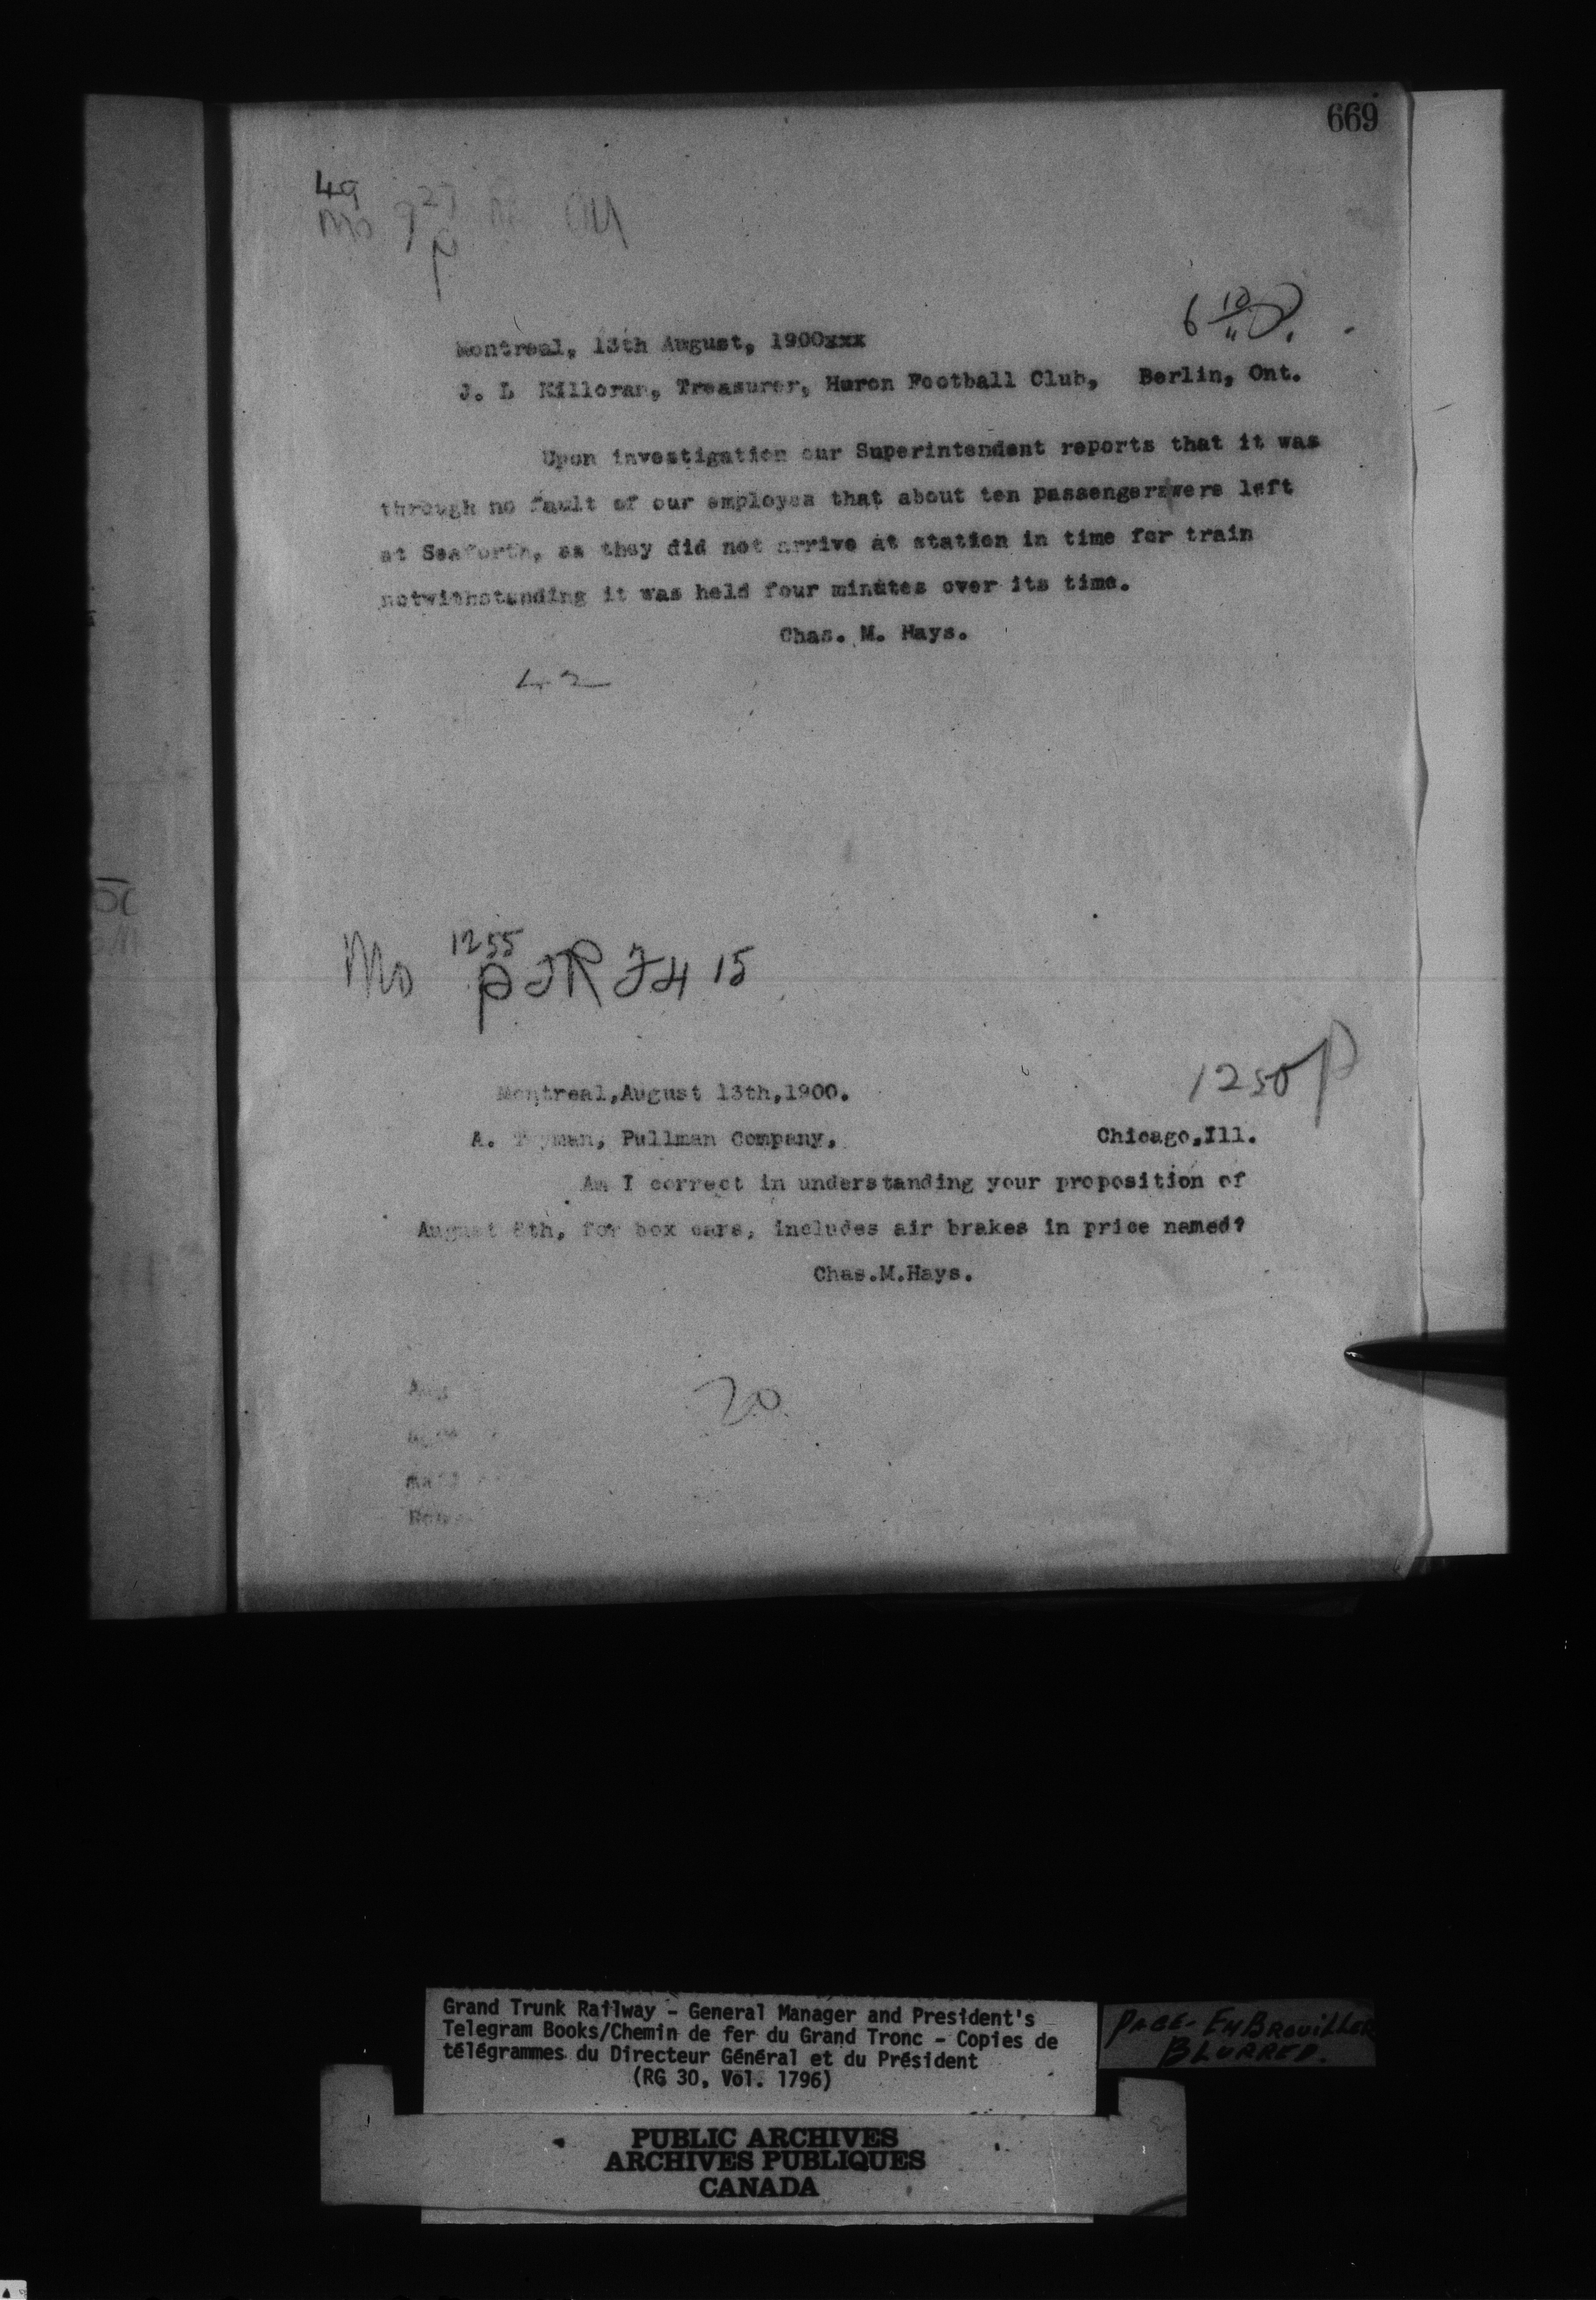 669
49
Mo
Montreal, 13th August, 1900xxx
J. L Killoran, Treasurer, Huron Football Club, Berlin, Ont.
Upon investigation our Superintendent reports that it was
through no fault of our employes that about ten passengers were left
at Seaforth, as they did not arrive at station in time for train
notwithstanding it was held four minutes over its time.
Chas. M. Hays.
42
Mo 1255 p JR JH 15
1250 p
Montreal,August 13th,1900.
A. Pullman Company, Chicago,Ill.
Am I correct in understanding your proposition of
August 8th, for box cars, includes air brakes in price named?
Chas.M.Hays.
20
Grand Trunk Railway - General Manager and President's
Telegram Books/Chemin de fer du Grand Tronc - Copies de
télégrammes du Directeur Général et du Président
(RG 30, Vol. 1796)
PAGE - EMBROUILLER
BLURRED.
PUBLIC ARCHIVES
ARCHIVES PUBLIQUES
CANADA